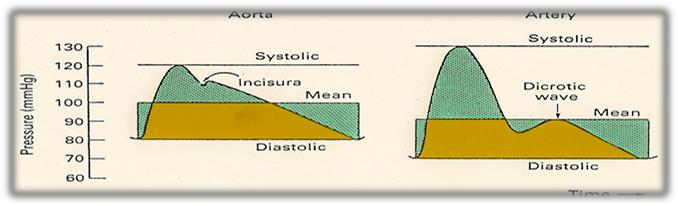 Aorta
Artery
Systolic
Systolic
130
120
110
100
90
80
70
60
Pressure (mmHg)
Incisura
Mean
Diastolic
Dicrotic
wave
Mean
Diastolic
Time